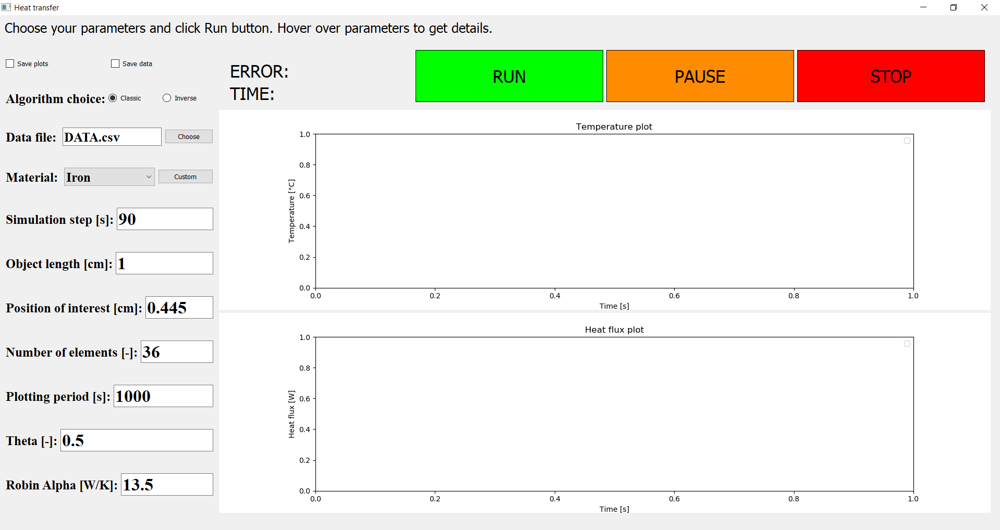 Heat transfer
Choose your parameters and click Run button. Hover over parameters to get details.
Save plots
Save data
Algorithm choice:
Classic
Inverse
Data file:
DATA.csv
Choose
Material:
Iron
Custom
Simulation step [s]:
90
Object length [cm]:
1
Position of interest [cm]:
0.445
Number of elements [-]:
36
Plotting period [s]:
1000
Theta [-]:
0.5
Robin Alpha [W/K]:
13.5
ERROR:
TIME:
RUN
PAUSE
STOP
Temperature plot
Temperature [°C]
1.0
0.8
0.6
0.4
0.2
0.0
0.0 0.2 0.4 0.6 0.8 1.0
Time [s]
Heat flux plot
Heat flux [W]
1.0
0.8
0.6
0.4
0.2
0.0
0.0 0.2 0.4 0.6 0.8 1.0
Time [s]